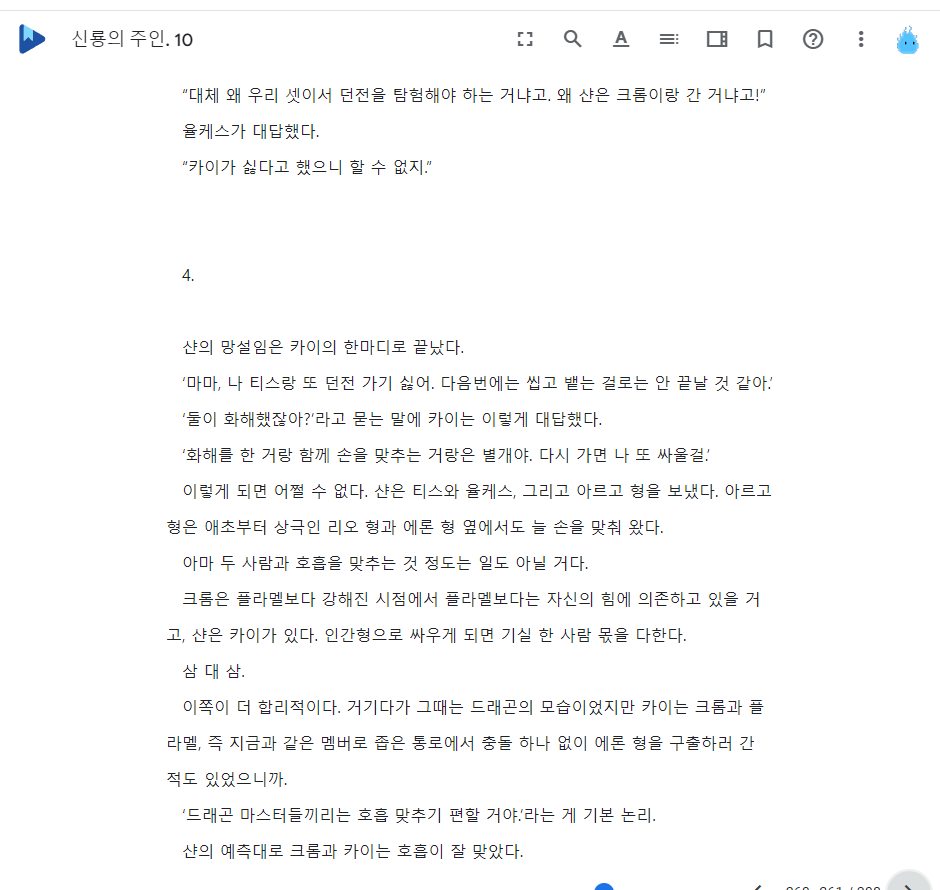 신룡의 주인. 10
“대체 왜 우리 셋이서 던전을 탐험해야 하는 거냐고. 왜 샨은 크롬이랑 간 거냐고!”
율케스가 대답했다.
“카이가 싫다고 했으니 할 수 없지.”
4.
샨의 망설임은 카이의 한마디로 끝났다.
‘마마, 나 티스랑 또 던전 가기 싫어. 다음번에는 씹고 뱉는 걸로는 안 끝날 것 같아.’
‘둘이 화해했잖아?’라고 묻는 말에 카이는 이렇게 대답했다.
‘화해를 한 거랑 함께 손을 맞추는 거랑은 별개야. 다시 가면 나 또 싸울걸.’
이렇게 되면 어쩔 수 없다. 샨은 티스와 율케스, 그리고 아르고 형을 보냈다. 아르고
형은 애초부터 상극인 리오 형과 에론 형 옆에서도 늘 손을 맞춰 왔다.
아마 두 사람과 호흡을 맞추는 것 정도는 일도 아닐 거다.
크롬은 플라멜보다 강해진 시점에서 플라멜보다는 자신의 힘에 의존하고 있을 거
고, 샨은 카이가 있다. 인간형으로 싸우게 되면 기실 한 사람 몫을 다한다.
삼 대 삼.
이쪽이 더 합리적이다. 거기다가 그때는 드래곤의 모습이었지만 카이는 크롬과 플
라멜, 즉 지금과 같은 멤버로 좁은 통로에서 충돌 하나 없이 에론 형을 구출하러 간
적도 있었으니까.
‘드래곤 마스터들끼리는 호흡 맞추기 편할 거야.’라는 게 기본 논리.
샨의 예측대로 크롬과 카이는 호흡이 잘 맞았다.